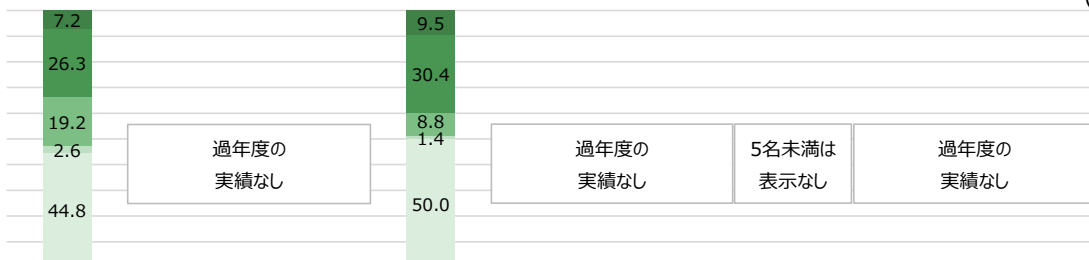 7.2
26.3
19.2
2.6
44.8
過年度の
実績なし
9.5
30.4
8.8
1.4
50.0
過年度の
実績なし
5名未満は
表示なし
過年度の
実績なし